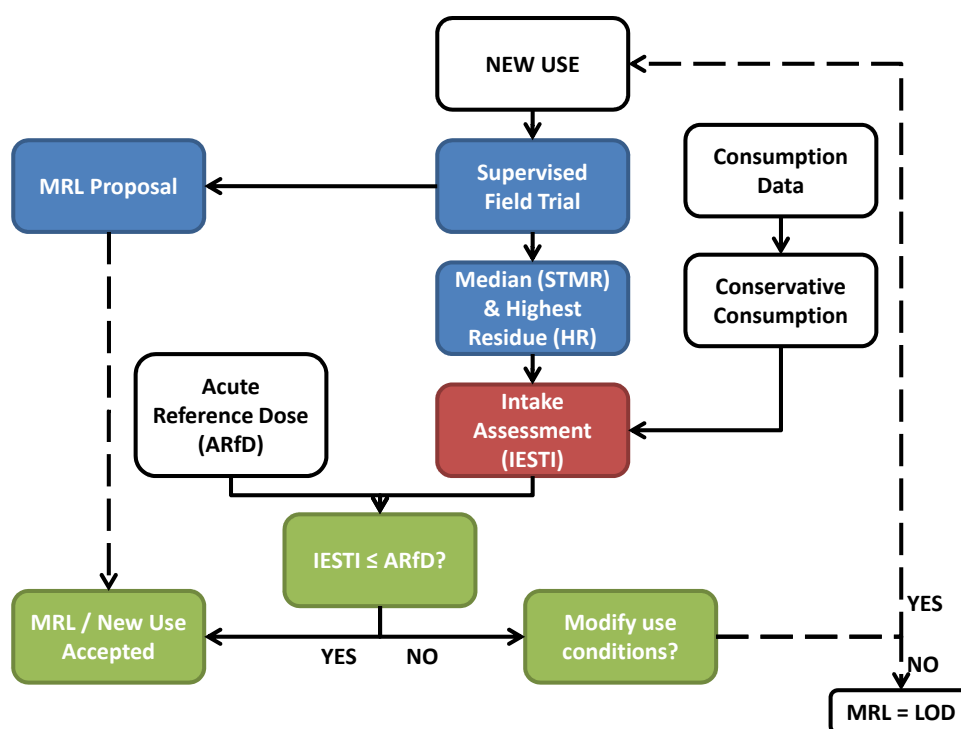 NEW USE
MRL Proposal
Supervised
Field Trial
Consumption
Data
Median (STMR)
& Highest
Residue (HR)
Conservative
Consumption
Acute
Reference Dose
(ARfD)
Intake
Assessment
(IESTI)
IESTI ≤ ARfD?
MRL / New Use
Accepted
YES
NO
Modify use
conditions?
YES
NO
MRL = LOD